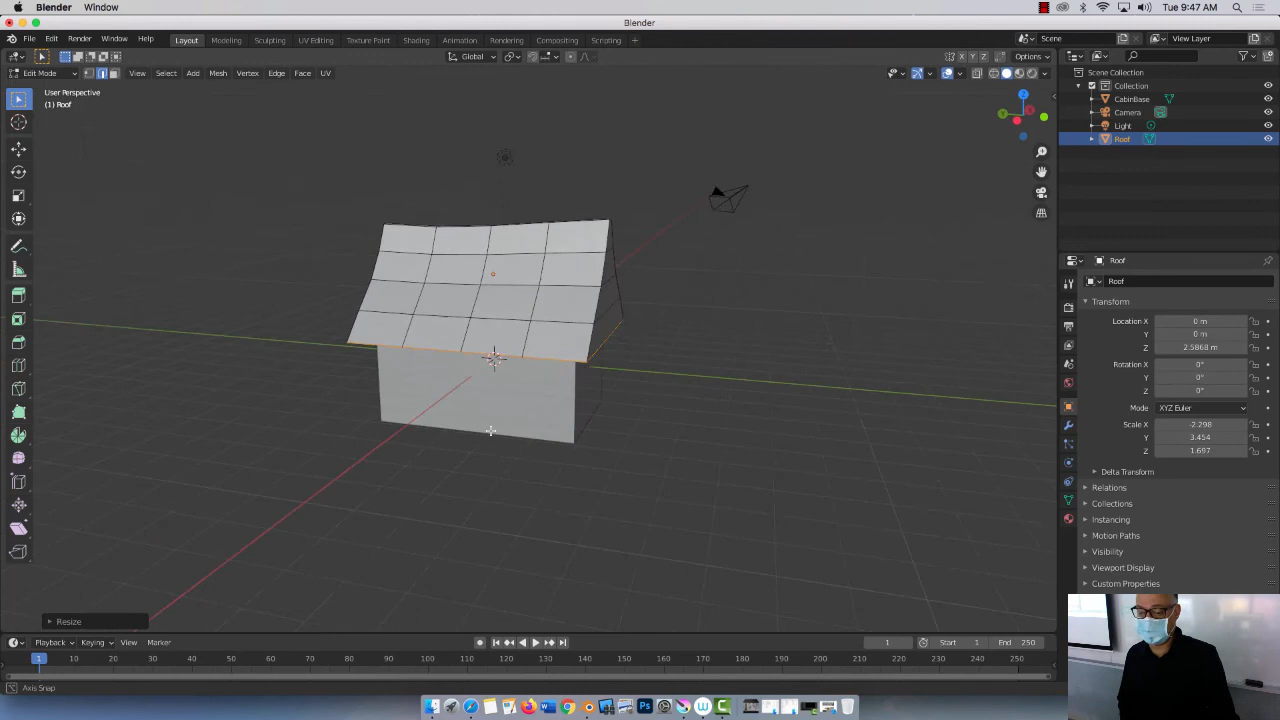 Blender Window
Tue 9:47 AM
Blender
File Edit Render Window Help
Layout Modeling Sculpting UV Editing Texture Paint Shading Animation Rendering Compositing Scripting +
Scene
View Layer
Global
Options
Edit Mode
View Select Add Mesh Vertex Edge Face UV
User Perspective
(1) Roof
Z
Y
Scene Collection
Collection
CabinBase
Camera
Light
Roof
Roof
Roof
Transform
Location X 0 m
Y 0 m
Z 2.5868 m
Rotation X 0°
Y 0°
Z 0°
Mode XYZ Euler
Scale X -2.298
Y 3.454
Z 1.697
Delta Transform
Relations
Collections
Instancing
Motion Paths
Visibility
Viewport Display
Custom Properties
Resize
Playback Keying View Marker
1
Start 1
End 250
1 10 20 30 40 50 60 70 80 90 100 110 120 130 140 150 160 170 180 190 200 210 220 230 240 250
Axis Snap